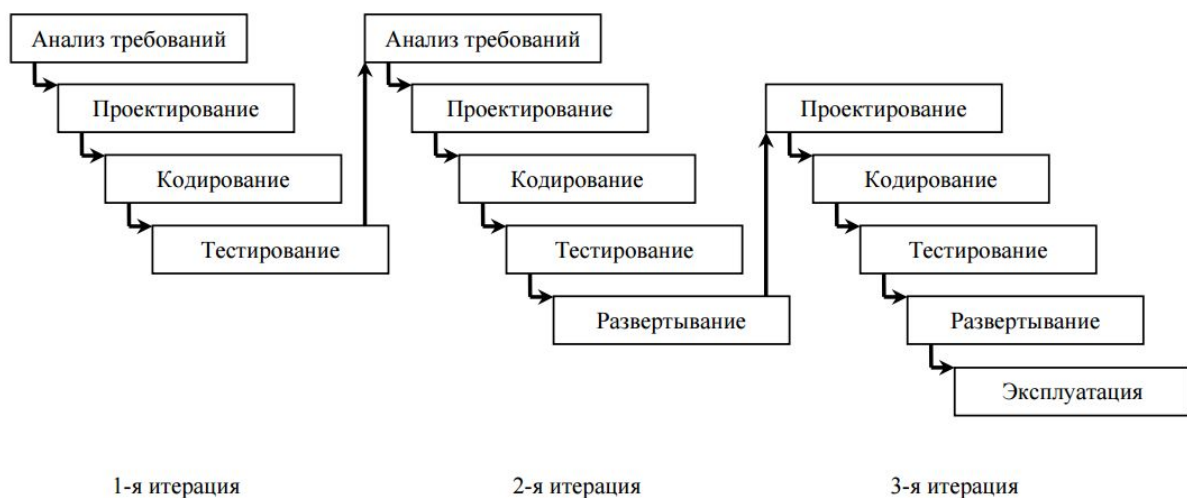 Анализ требований
Проектирование
Кодирование
Тестирование
Анализ требований
Проектирование
Кодирование
Тестирование
Развертывание
Проектирование
Кодирование
Тестирование
Развертывание
Эксплуатация
1-я итерация
2-я итерация
3-я итерация